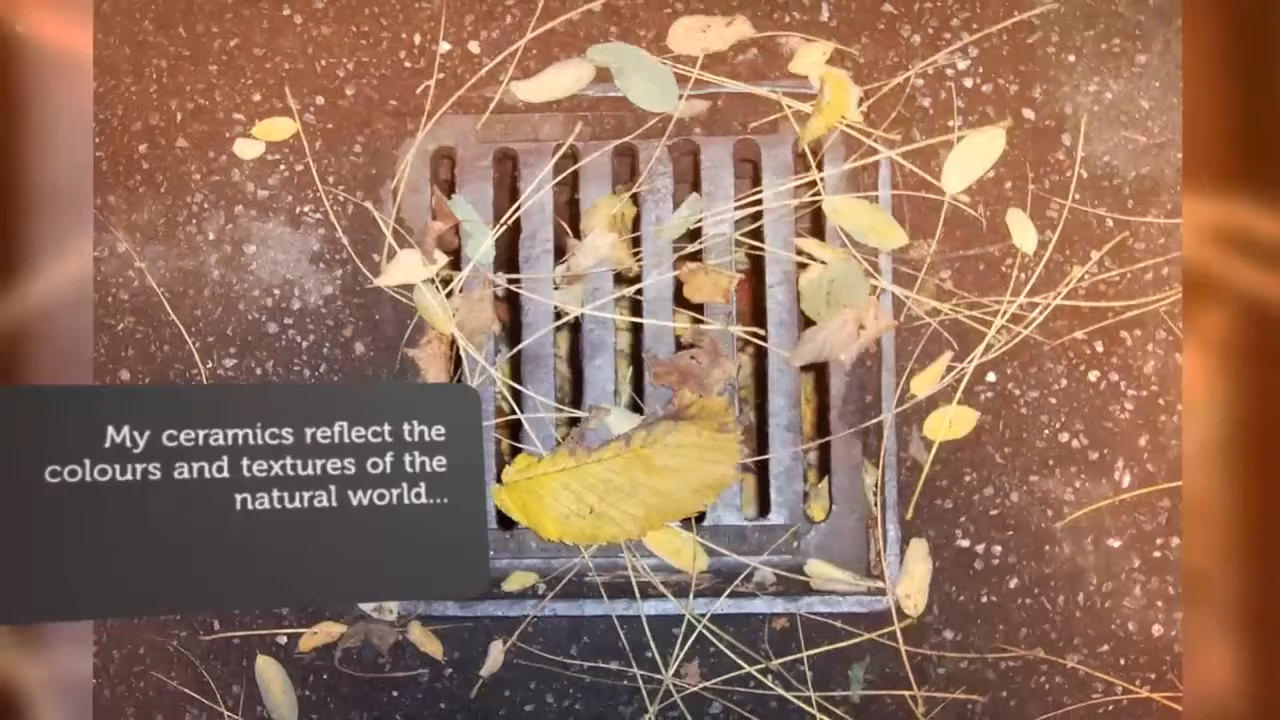 My ceramics reflect the
colours and textures of the
natural world...